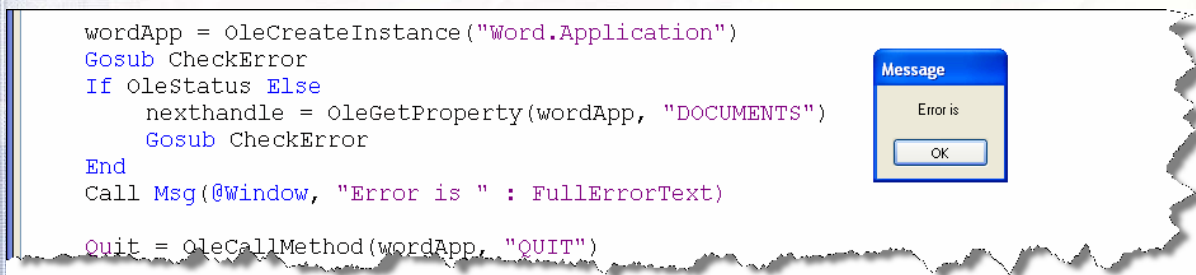 wordApp = OleCreateInstance("Word.Application")
Gosub CheckError
If OleStatus Else
nexthandle = OleGetProperty(wordApp, "DOCUMENTS")
Gosub CheckError
End
Call Msg(@Window, "Error is " : FullErrorText)
Quit = OleCallMethod(wordApp, "QUIT")
Message
Error is
OK